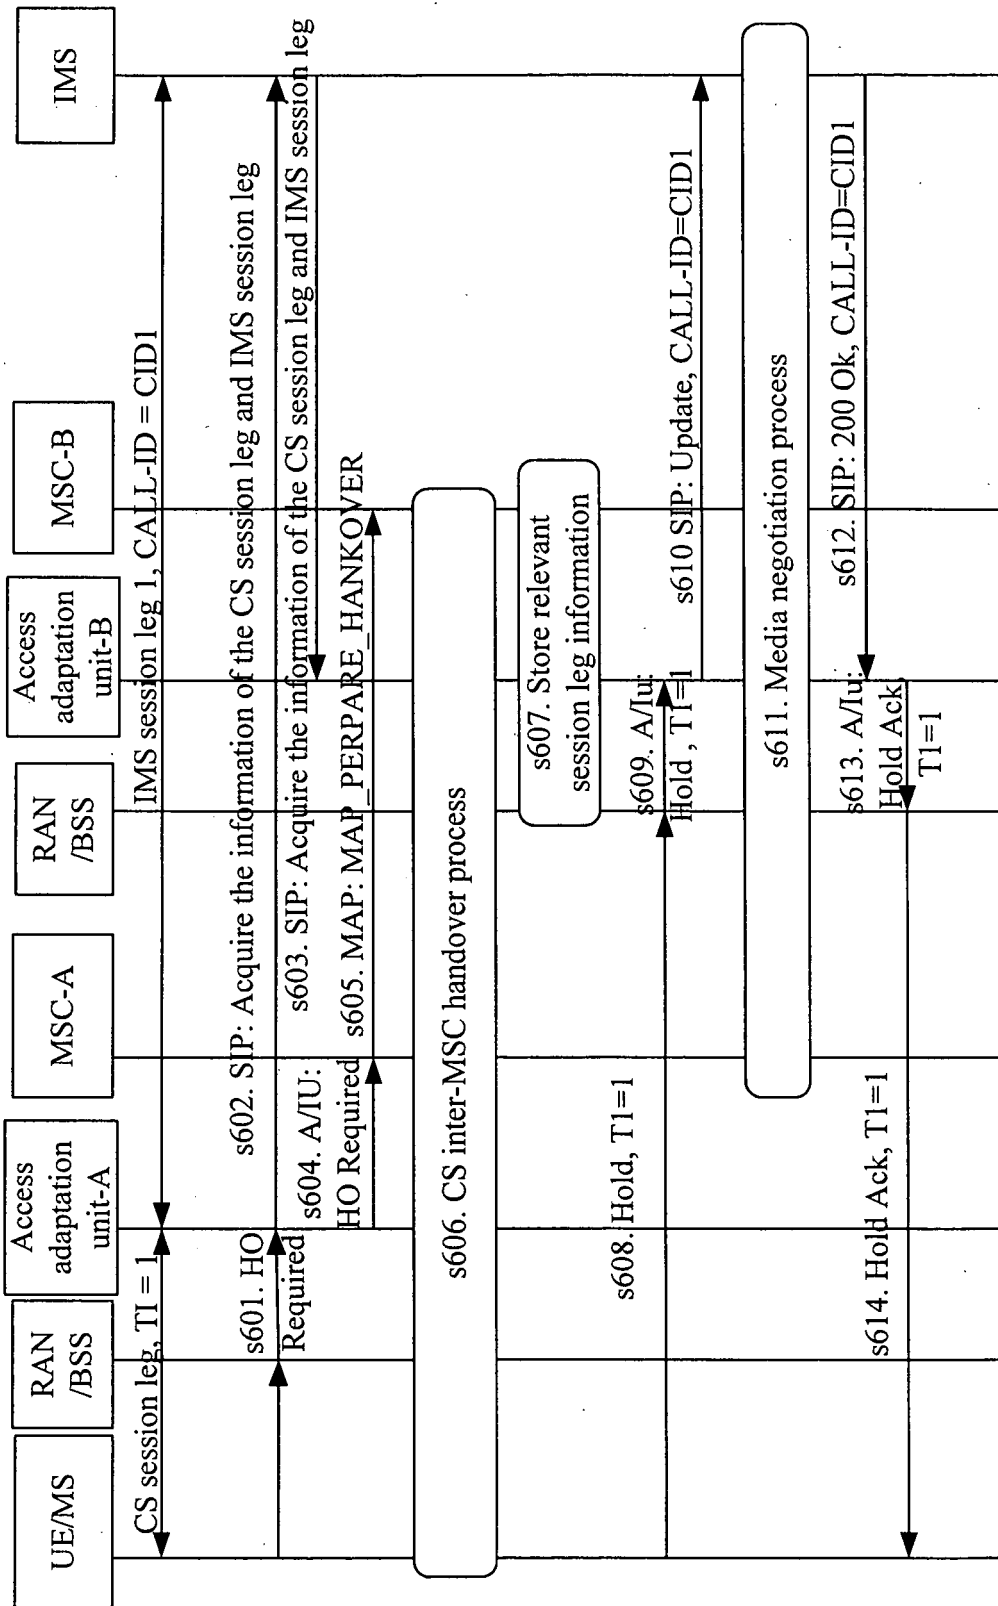 UE/MS
RAN
/BSS
Access
adaptation
unit-A
MSC-A
RAN
/BSS
Access
adaptation
unit-B
MSC-B
IMS
CS session leg, TI = 1
IMS session leg 1, CALL-ID = CID1
s601. HO
Required
s602. SIP: Acquire the information of the CS session leg and IMS session leg
s603. SIP: Acquire the information of the CS session leg and IMS session leg
s604. A/IU:
HO Required
s605. MAP: MAP_PERPARE_HANKOVER
s606. CS inter-MSC handover process
s607. Store relevant
session leg information
s608. Hold, T1=1
s609. A/Iu:
Hold , T1=1
s610 SIP: Update, CALL-ID=CID1
s611. Media negotiation process
s612. SIP: 200 Ok, CALL-ID=CID1
s613. A/Iu:
Hold Ack,
T1=1
s614. Hold Ack, T1=1